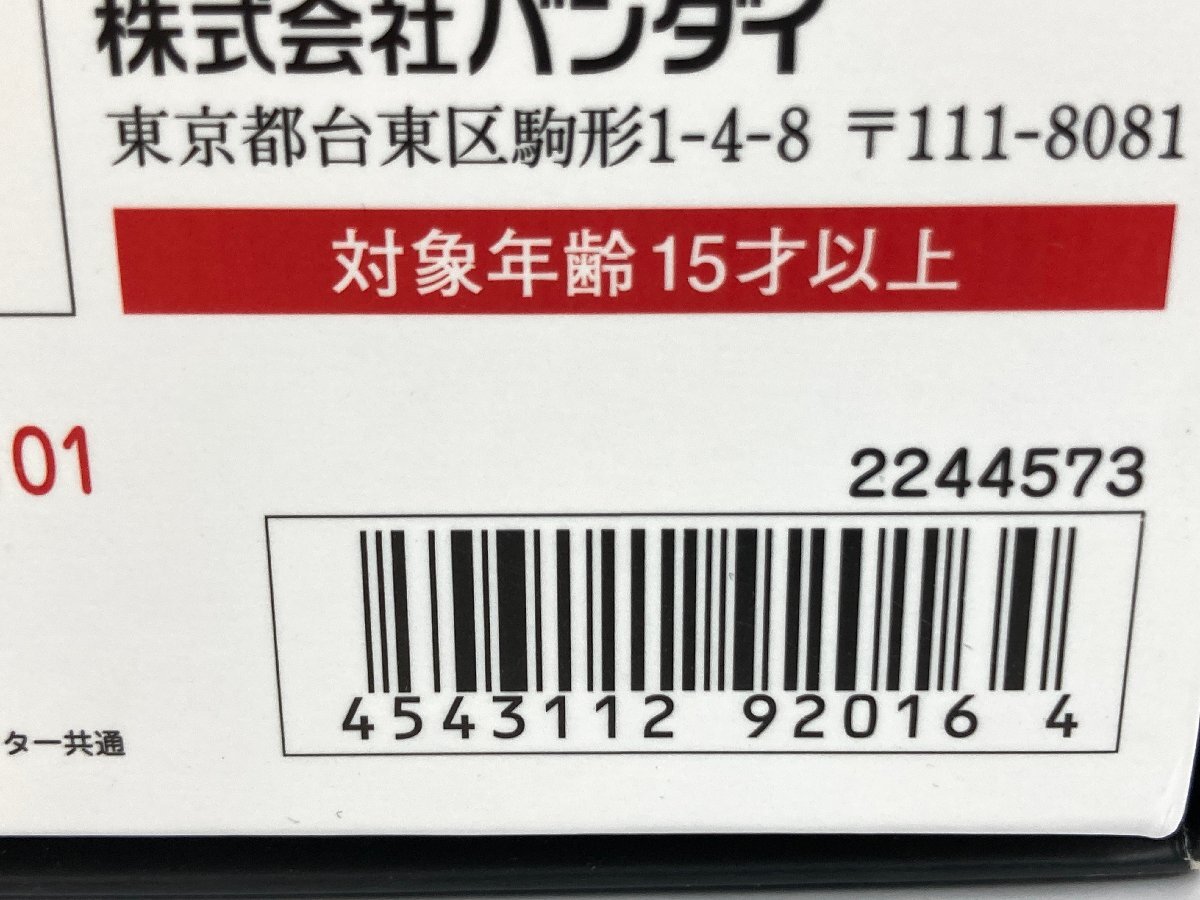 株式会社バンダイ
東京都台東区駒形1-4-8 〒111-8081
対象年齢15才以上
01
2244573
4543112 92016 4
ター共通